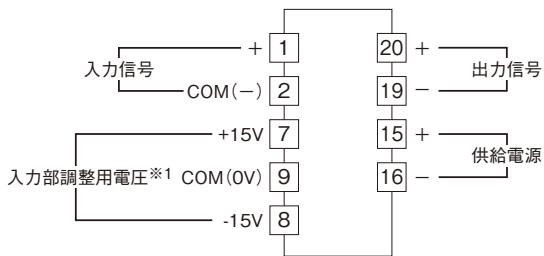 入力信号
+ 1
COM(−) 2
+15V 7
入力部調整用電圧※1 COM(0V) 9
-15V 8
20 +
出力信号
19 −
15 +
供給電源
16 −